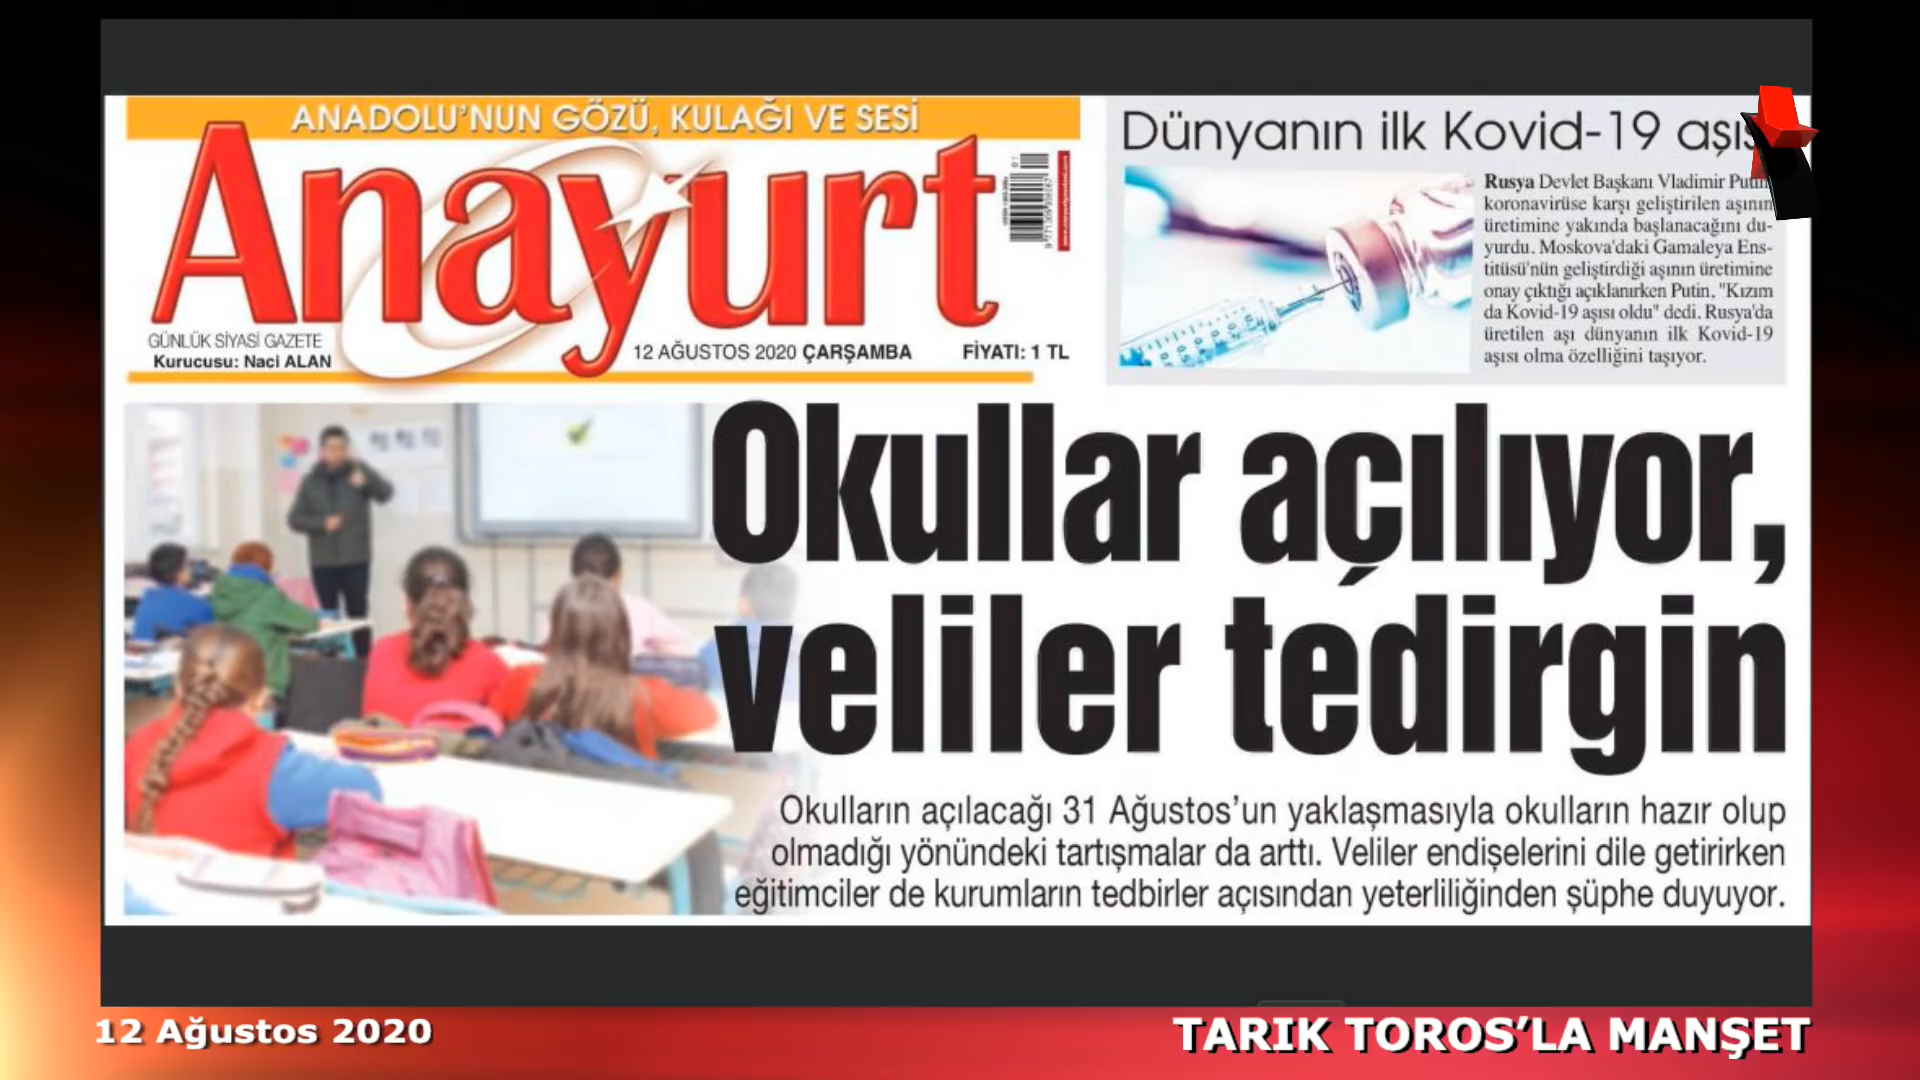 ANADOLU'NUN GÖZÜ, KULAĞI VE SESİ
Anayurt
GÜNLÜK SİYASİ GAZETE
Kurucusu: Naci ALAN
12 AĞUSTOS 2020 ÇARŞAMBA
FİYATI: 1 TL
Dünyanın ilk Kovid-19
Rusya Devlet Başkanı Vladimir Putin,
koronavirüse karşı geliştirilen aşının
üretimine yakında başlanacağını du-
yurdu. Moskova'daki Gamaleya Ens-
titüsü'nün geliştirdiği aşının üretimine
onay çıktığı açıklanırken Putin, "Kızım
da Kovid-19 aşısı oldu" dedi. Rusya'da
üretilen aşı dünyanın ilk Kovid-19
aşısı olma özelliğini taşıyor.
Okullar açılıyor,
veliler tedirgin
Okulların açılacağı 31 Ağustos'un yaklaşmasıyla okulların hazır olup
olmadığı yönündeki tartışmalar da arttı. Veliler endişelerini dile getirirken
eğitimciler de kurumların tedbirler açısından yeterliliğinden şüphe duyuyor.
12 Ağustos 2020
TARIK TOROS'LA MANŞET